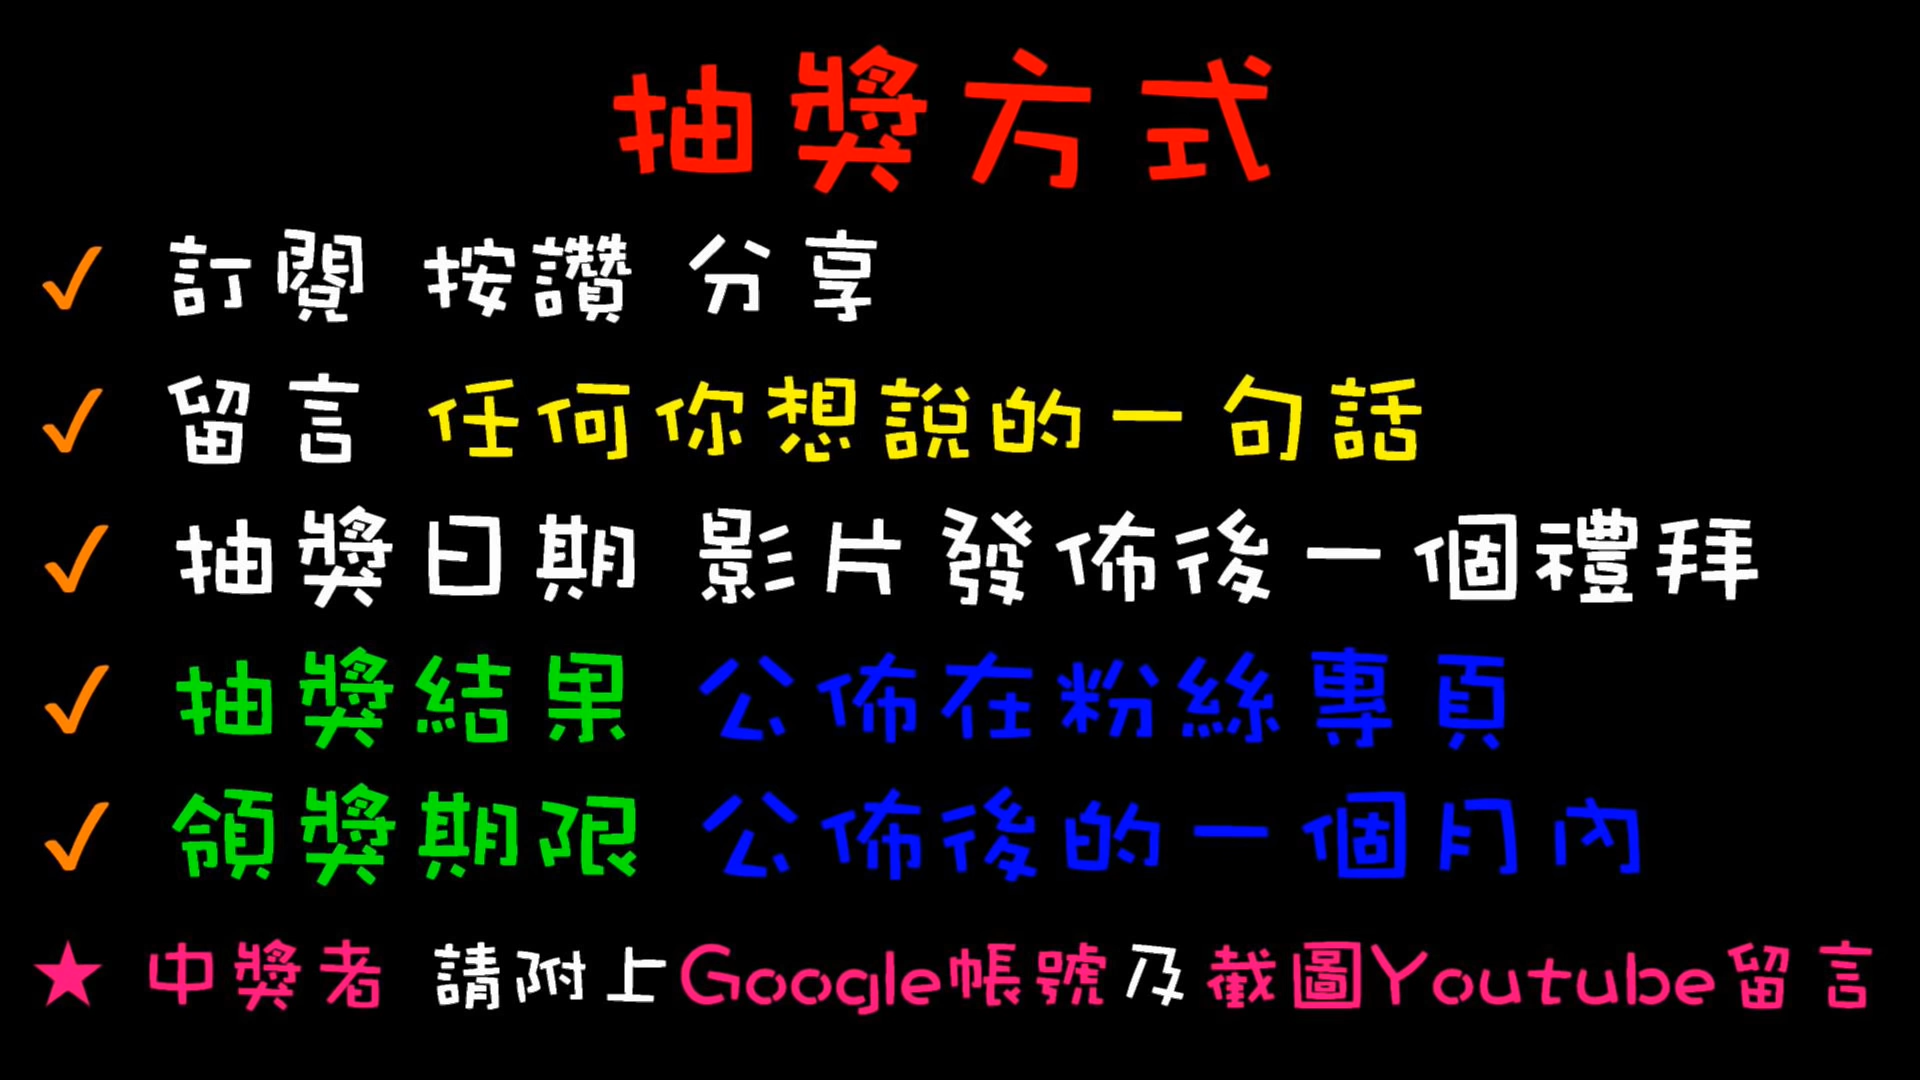 抽獎方式
✓ 訂閱 按讚 分享
✓ 留言 任何你想說的一句話
✓ 抽獎日期 影片發佈後一個禮拜
✓ 抽獎結果 公佈在粉絲專頁
✓ 領獎期限 公佈後的一個月內
★ 中獎者 請附上Google帳號及截圖Youtube留言